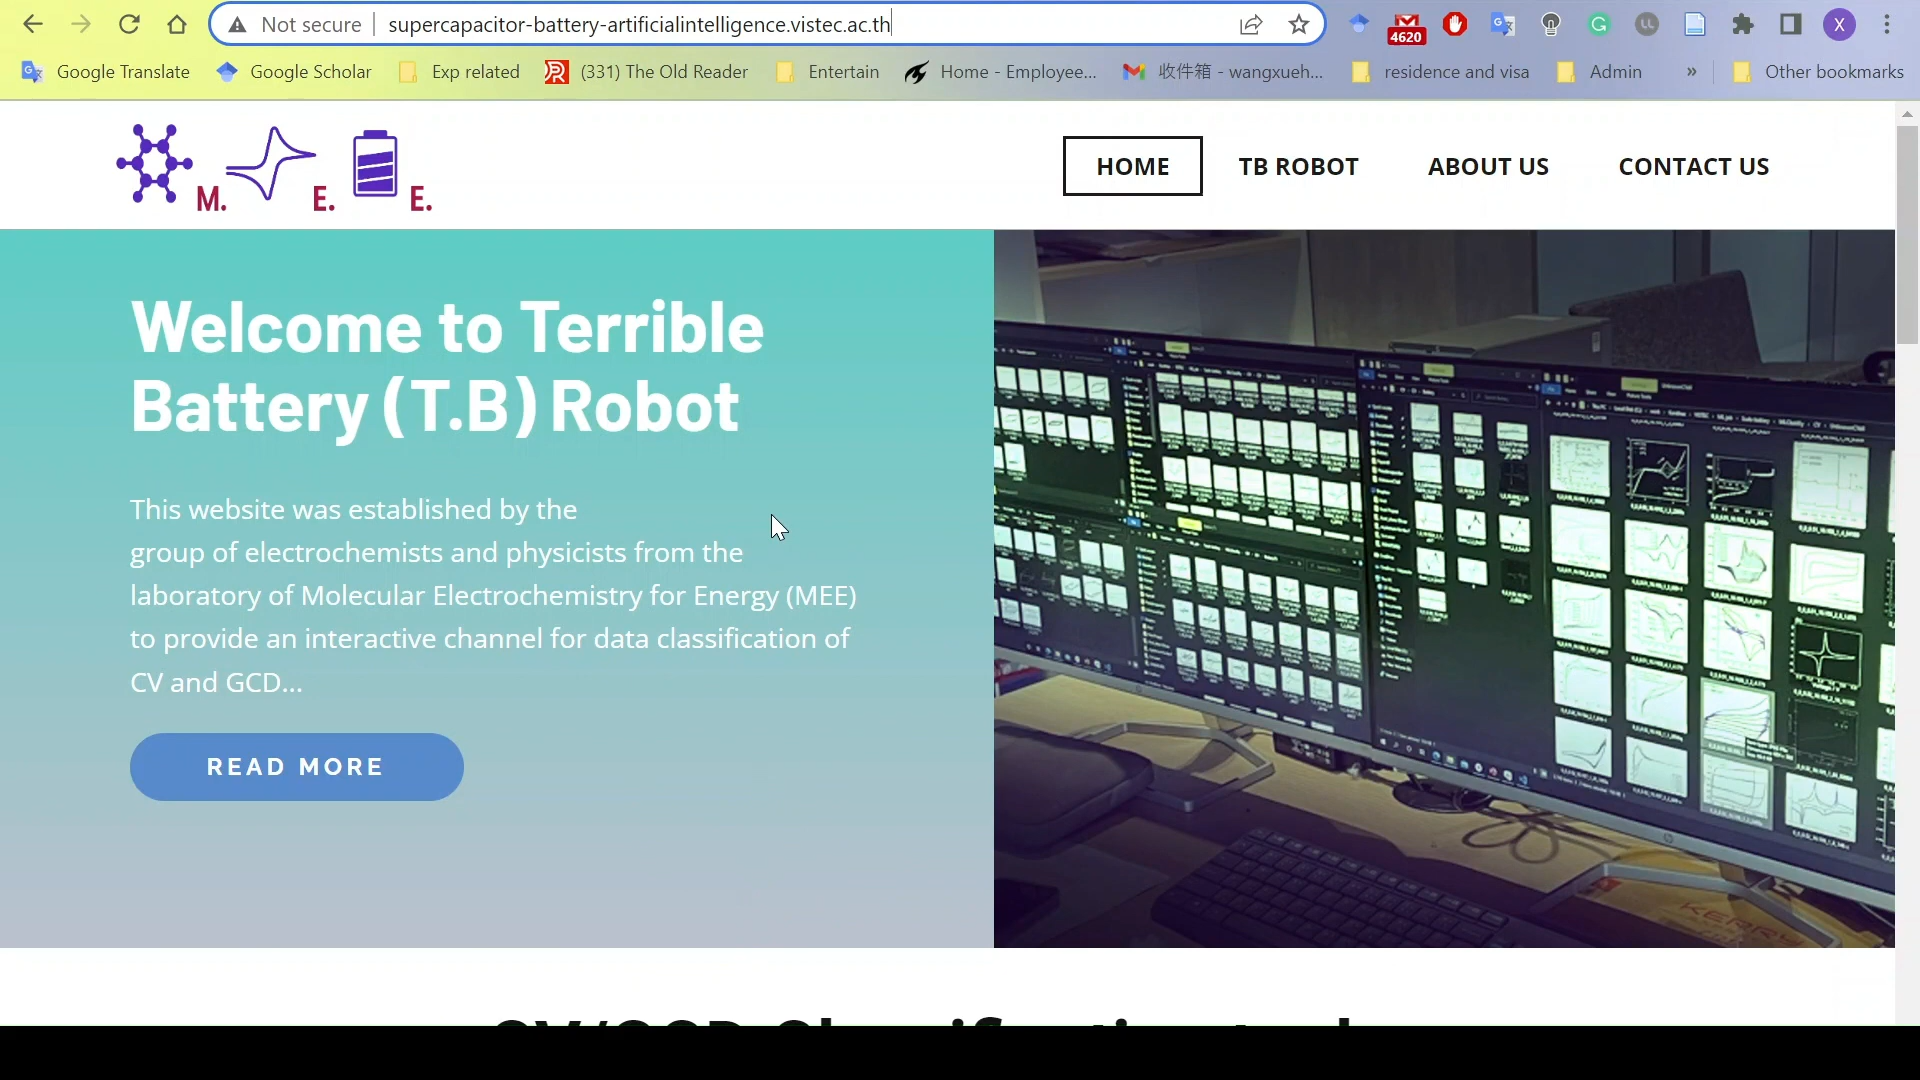 Not secure supercapacitor-battery-artificialintelligence.vistec.ac.th
4620
X
Google Translate Google Scholar Exp related (331) The Old Reader Entertain Home - Employee... 收件箱 - wangxueh... residence and visa Admin » Other bookmarks
M. E. E.
HOME TB ROBOT ABOUT US CONTACT US
Welcome to Terrible
Battery (T.B) Robot
This website was established by the
group of electrochemists and physicists from the
laboratory of Molecular Electrochemistry for Energy (MEE)
to provide an interactive channel for data classification of
CV and GCD...
READ MORE
KERRY